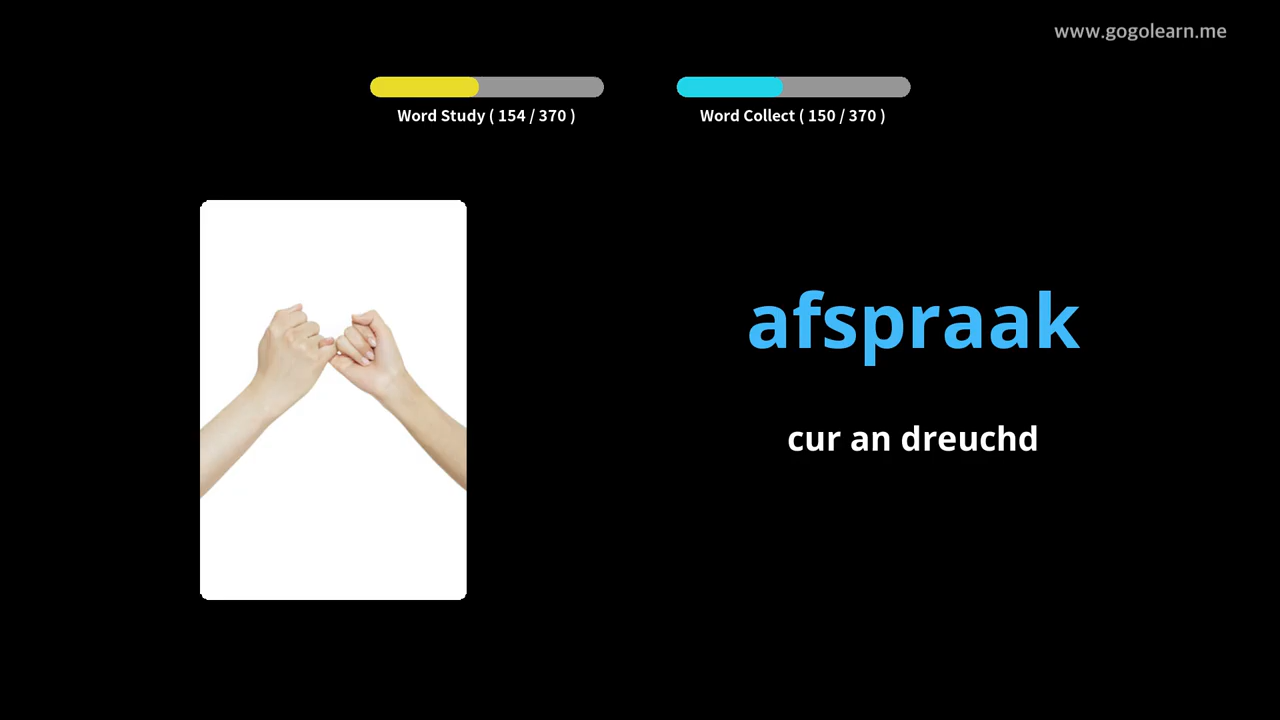 www.gogolearn.me
Word Study ( 154 / 370 )
Word Collect ( 150 / 370 )
afspraak
cur an dreuchd